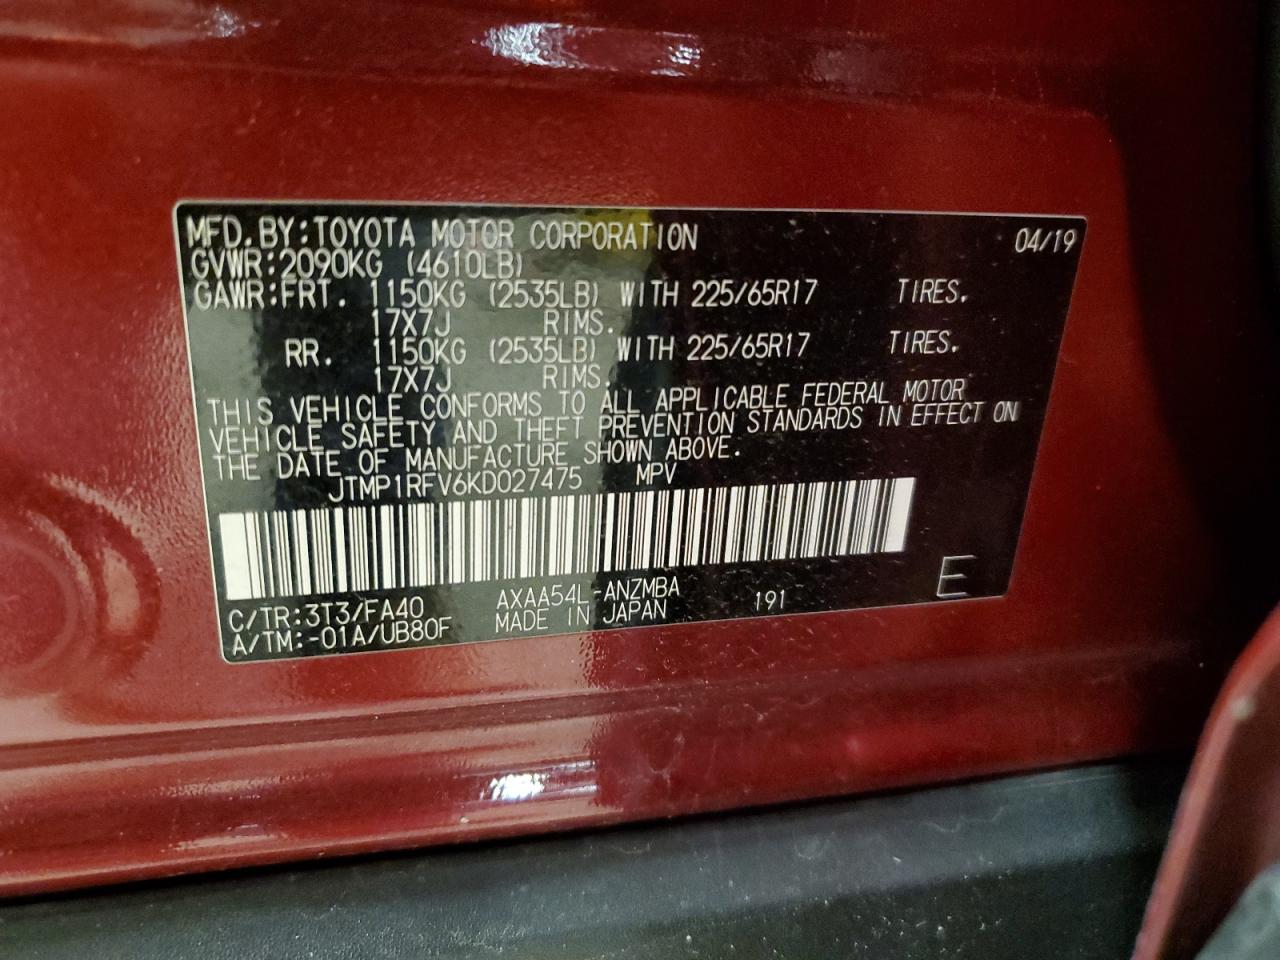 MFD.BY:TOYOTA MOTOR CORPORATION 04/19
GVWR:2090KG (4610LB)
GAWR:FRT. 1150KG (2535LB) WITH 225/65R17 TIRES.
17X7J RIMS.
RR. 1150KG (2535LB) WITH 225/65R17 TIRES.
17X7J RIMS.
THIS VEHICLE CONFORMS TO ALL APPLICABLE FEDERAL MOTOR
VEHICLE SAFETY AND THEFT PREVENTION STANDARDS IN EFFECT ON
THE DATE OF MANUFACTURE SHOWN ABOVE.
JTMP1RFV6KD027475 MPV
C/TR:3T3/FA40 AXAA54L-ANZMBA 191 E
A/TM:-01A/UB80F MADE IN JAPAN